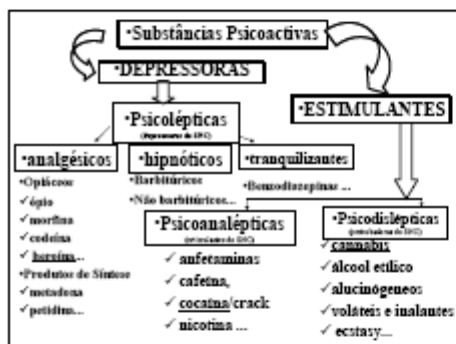 •Substâncias Psicoactivas
•DEPRESSORAS
•ESTIMULANTES
•Psicolépticas
•analgésicos
•hipnóticos
•tranquilizantes
•Opiáceos
✓ópio
✓morfina
✓codeína
✓heroína...
•Produtos de Síntese
✓metadona
✓petidina...
•Barbitúricos
•Não barbitúricos...
•Benzodiazepinas ...
•Psicoanalépticas
✓anfetaminas
✓cafeína,
✓cocaína/crack
✓nicotina ...
•Psicodislépticas
✓cannabis
✓álcool etílico
✓alucinógeneos
✓voláteis e inalantes
✓ecstasy...